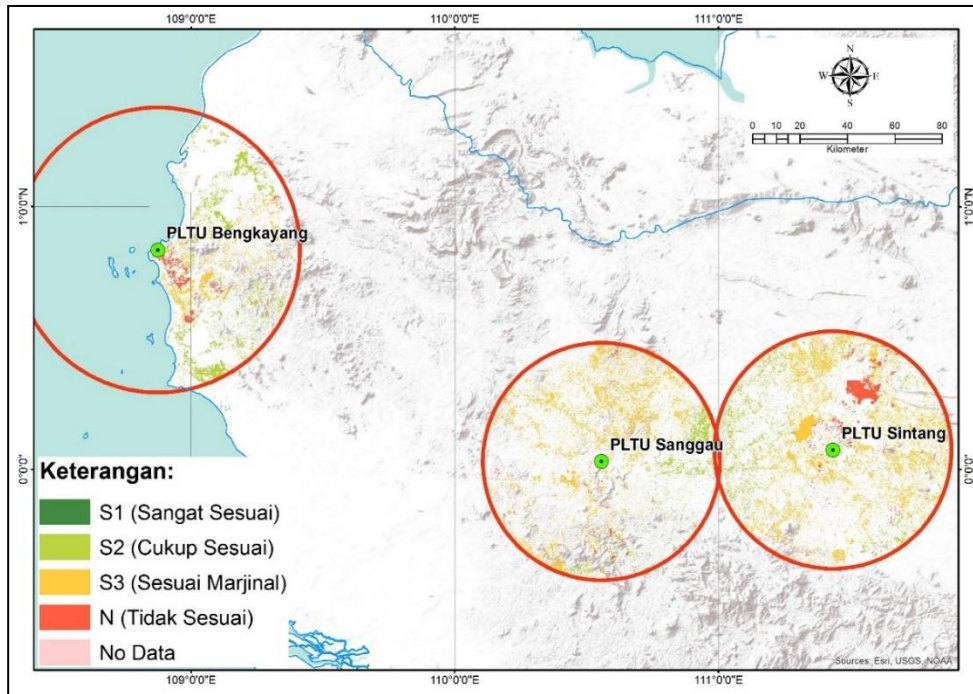 109°0'0"E
110°0'0"E
111°0'0"E
N
W E
S
0 5 10 20 40 60 80
Kilometer
1°0'0"N
1°0'0"N
PLTU Bengkayang
PLTU Sanggau
PLTU Sintang
0°0'0"
0°0'0"
Keterangan:
S1 (Sangat Sesuai)
S2 (Cukup Sesuai)
S3 (Sesuai Marjinal)
N (Tidak Sesuai)
No Data
Sources: Esri, USGS, NOAA
109°0'0"E
110°0'0"E
111°0'0"E